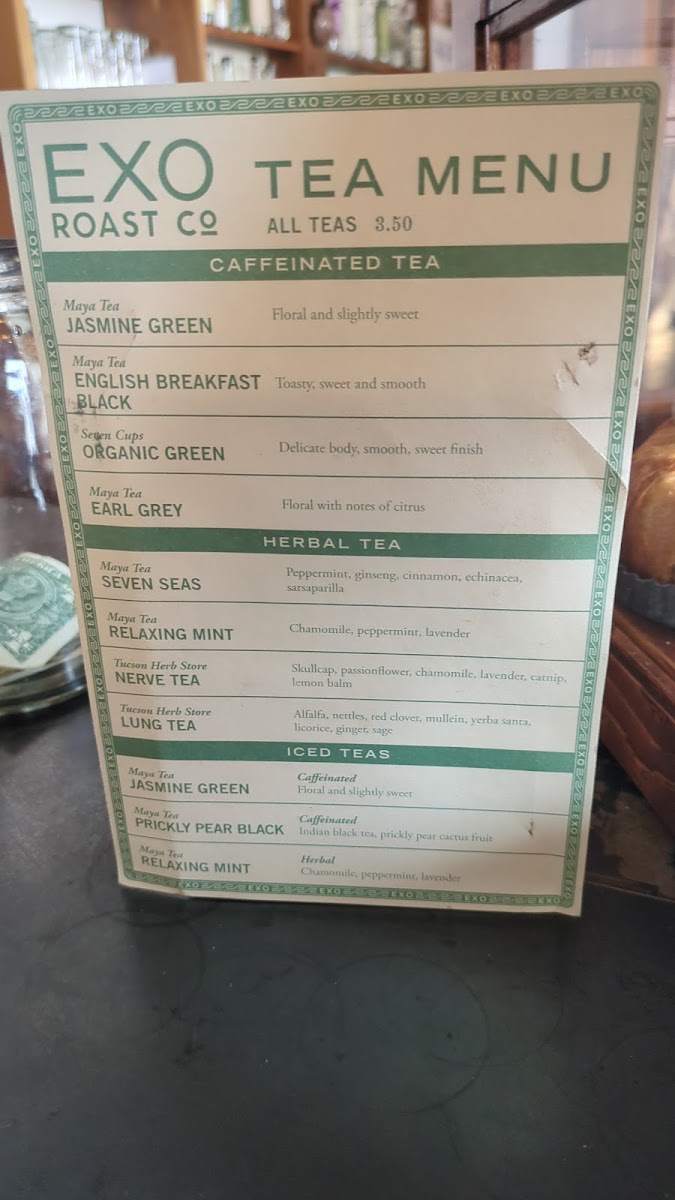 EXO
ROAST Cº
TEA MENU
ALL TEAS 3.50
CAFFEINATED TEA
Maya Tea
JASMINE GREEN
Floral and slightly sweet
Maya Tea
ENGLISH BREAKFAST
BLACK
Toasty, sweet and smooth
Seven Cups
ORGANIC GREEN
Delicate body, smooth, sweet finish
Maya Tea
EARL GREY
Floral with notes of citrus
HERBAL TEA
Maya Tea
SEVEN SEAS
Peppermint, ginseng, cinnamon, echinacea,
sarsaparilla
Maya Tea
RELAXING MINT
Chamomile, peppermint, lavender
Tucson Herb Store
NERVE TEA
Skullcap, passionflower, chamomile, lavender, catnip,
lemon balm
Tucson Herb Store
LUNG TEA
Alfalfa, nettles, red clover, mullein, yerba santa,
licorice, ginger, sage
ICED TEAS
Maya Tea
JASMINE GREEN
Caffeinated
Floral and slightly sweet
Maya Tea
PRICKLY PEAR BLACK
Caffeinated
Indian black tea, prickly pear cactus fruit
Maya Tea
RELAXING MINT
Herbal
Chamomile, peppermint, lavender